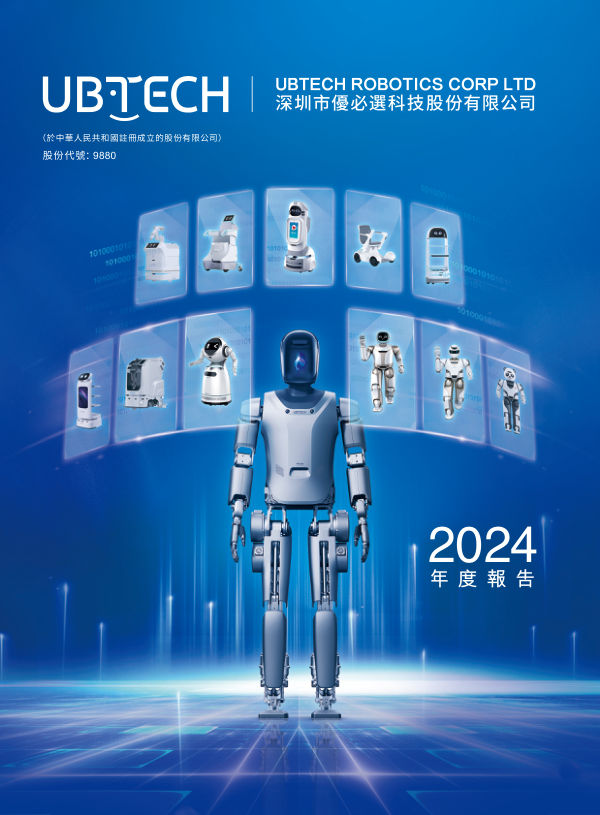 UBTECH
UBTECH ROBOTICS CORP LTD
深圳市優必選科技股份有限公司
(於中華人民共和國註冊成立的股份有限公司)
股份代號: 9880
2024
年度報告